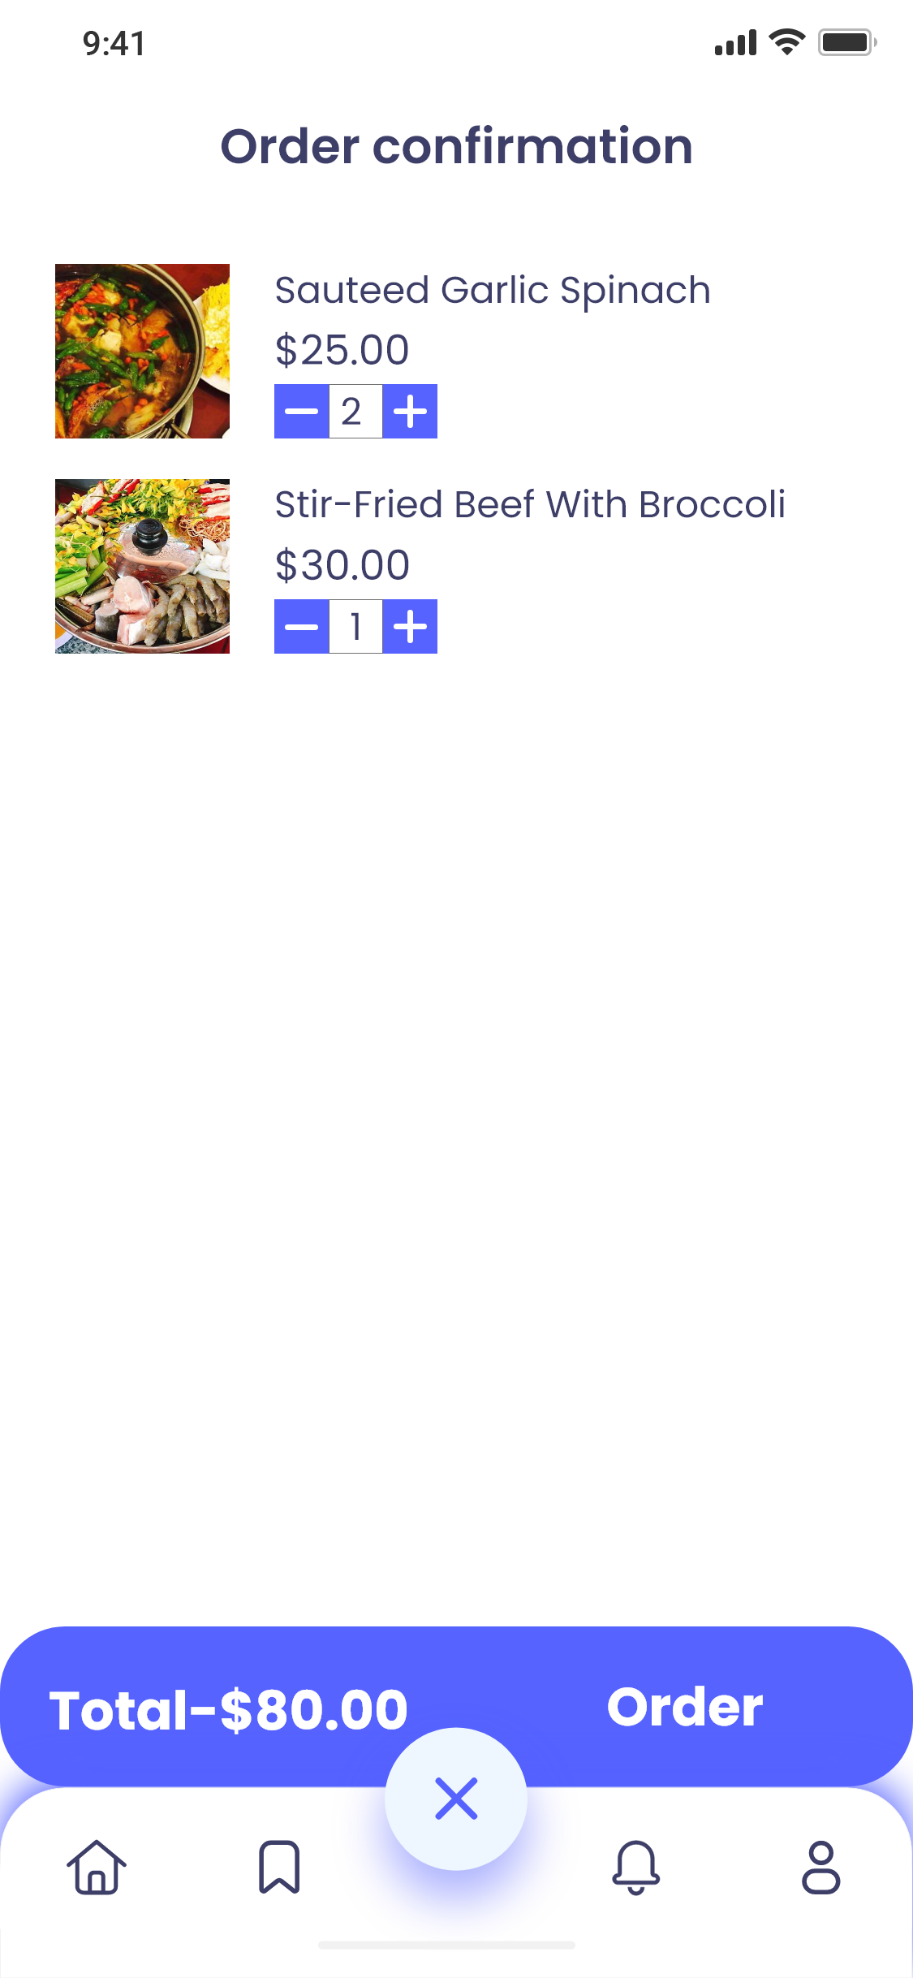 9:41
Order confirmation
Sauteed Garlic Spinach
$25.00
2
Stir-Fried Beef With Broccoli
$30.00
1
Total-$80.00
Order